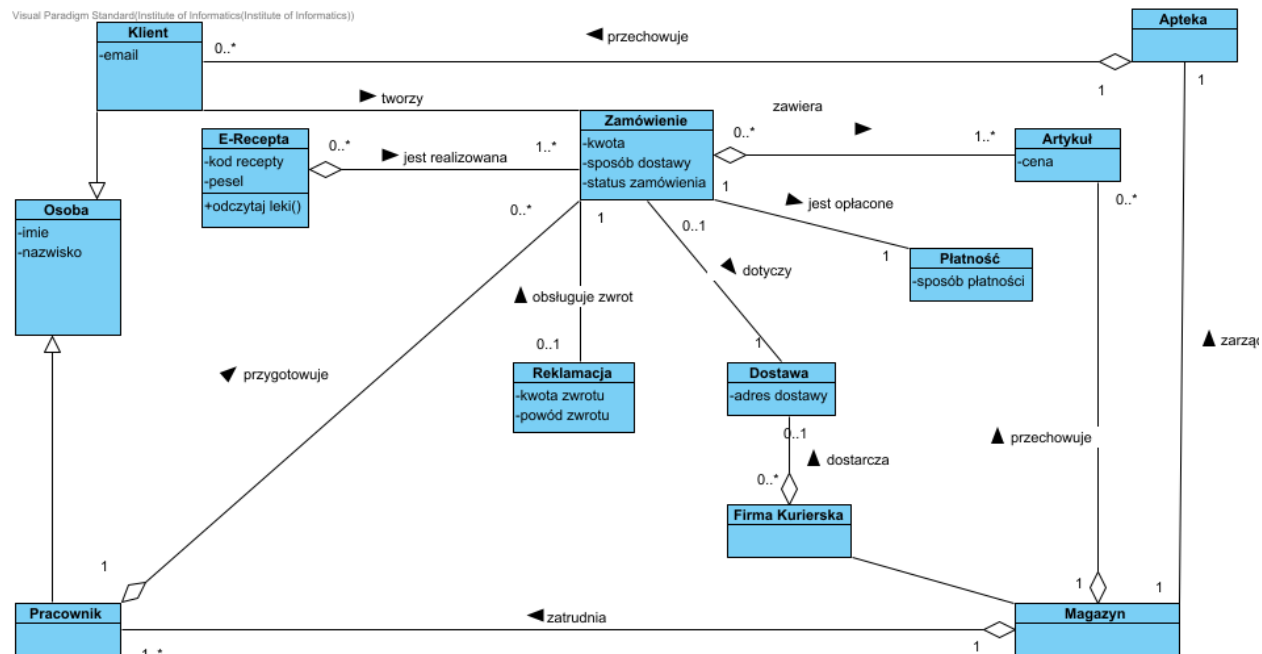 Visual Paradigm Standard(Institute of Informatics(Institute of Informatics))
Klient
-email
0..*
przechowuje
Apteka
1
1
tworzy
zawiera
E-Recepta
-kod recepty
-pesel
+odczytaj leki()
0..*
jest realizowana
1..*
Zamówienie
-kwota
-sposób dostawy
-status zamówienia
0..*
1..*
Artykuł
-cena
0..*
Osoba
-imie
-nazwisko
0..*
1
0..1
1
jest opłacone
1
Płatność
-sposób płatności
dotyczy
obsługuje zwrot
0..1
1
Reklamacja
-kwota zwrotu
-powód zwrotu
Dostawa
-adres dostawy
0..1
dostarcza
0..*
Firma Kurierska
przygotowuje
przechowuje
1
Pracownik
1..*
zatrudnia
1
1
1
Magazyn